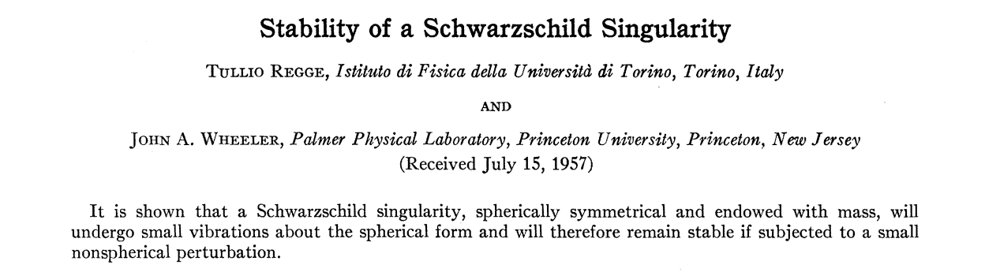 Stability of a Schwarzschild Singularity
TULLIO REGGE, Istituto di Fisica della Università di Torino, Torino, Italy
AND
JOHN A. WHEELER, Palmer Physical Laboratory, Princeton University, Princeton, New Jersey
(Received July 15, 1957)
It is shown that a Schwarzschild singularity, spherically symmetrical and endowed with mass, will
undergo small vibrations about the spherical form and will therefore remain stable if subjected to a small
nonspherical perturbation.